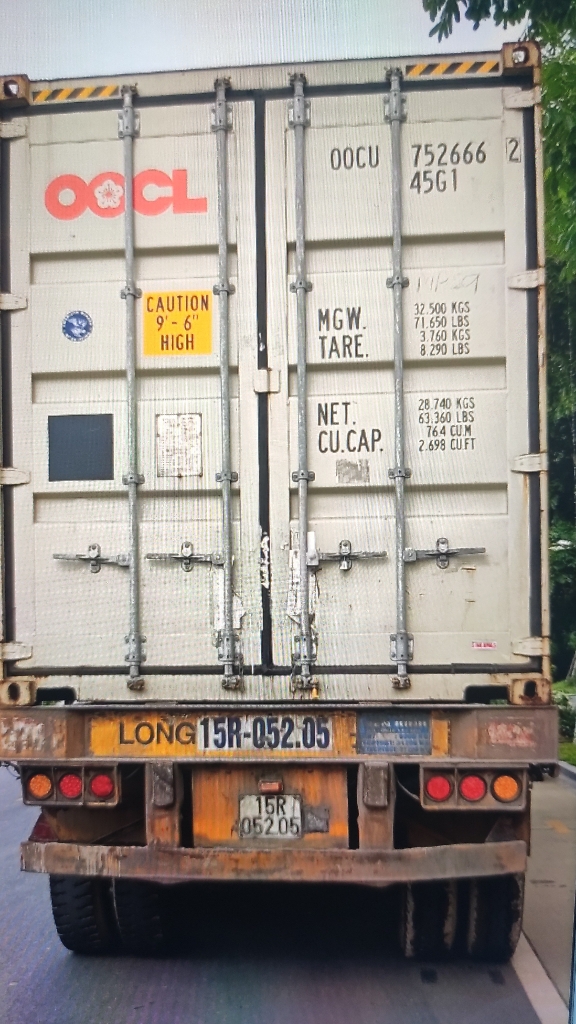 OOCL
OOCU 752666 2
45G1
CAUTION
9'-6"
HIGH
MGW. 32.500 KGS
71.650 LBS
TARE. 3.760 KGS
8.290 LBS
NET. 28.740 KGS
63.360 LBS
CU.CAP. 76.4 CU.M
2.698 CU.FT
LONG 15R-052.05
15R
052.05